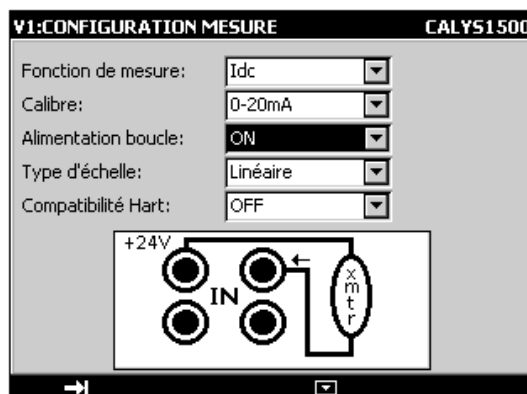 V1:CONFIGURATION MESURE CALYS1500
Fonction de mesure: Idc
Calibre: 0-20mA
Alimentation boucle: ON
Type d'échelle: Linéaire
Compatibilité Hart: OFF
+24V
IN
xmtr